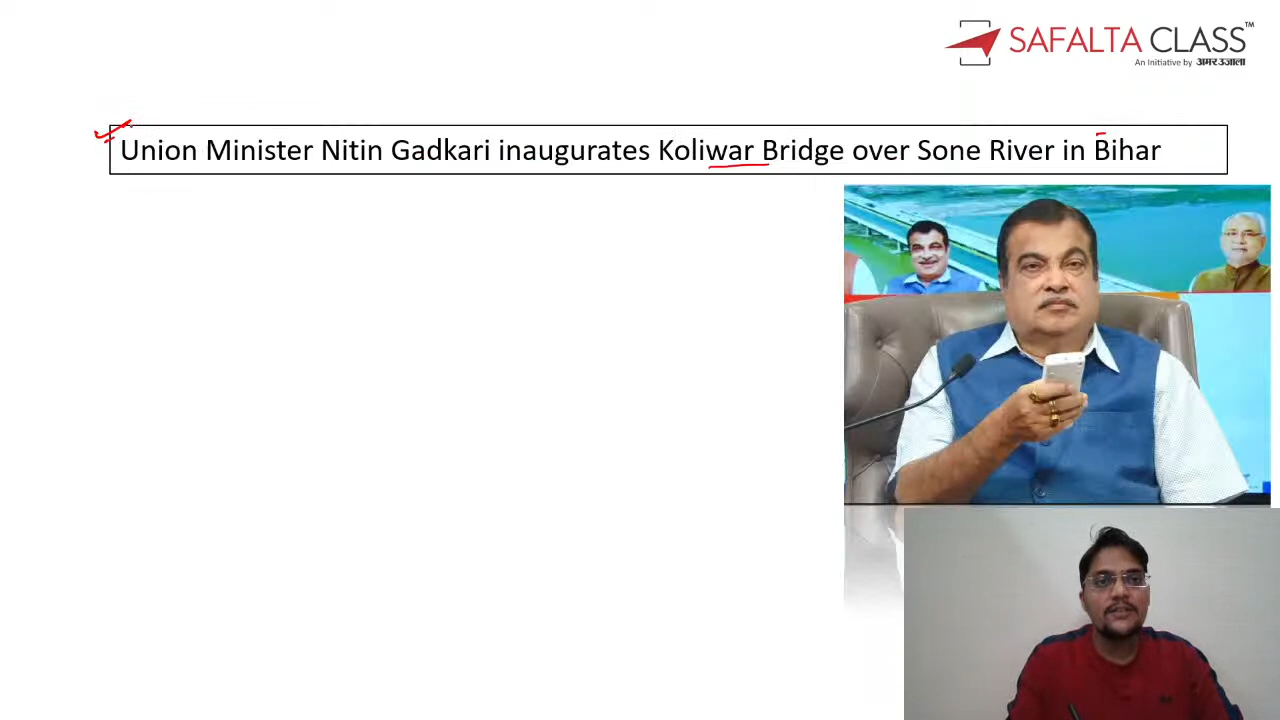 SAFALTA CLASS™
An Initiative by अमर उजाला
Union Minister Nitin Gadkari inaugurates Koliwar Bridge over Sone River in Bihar